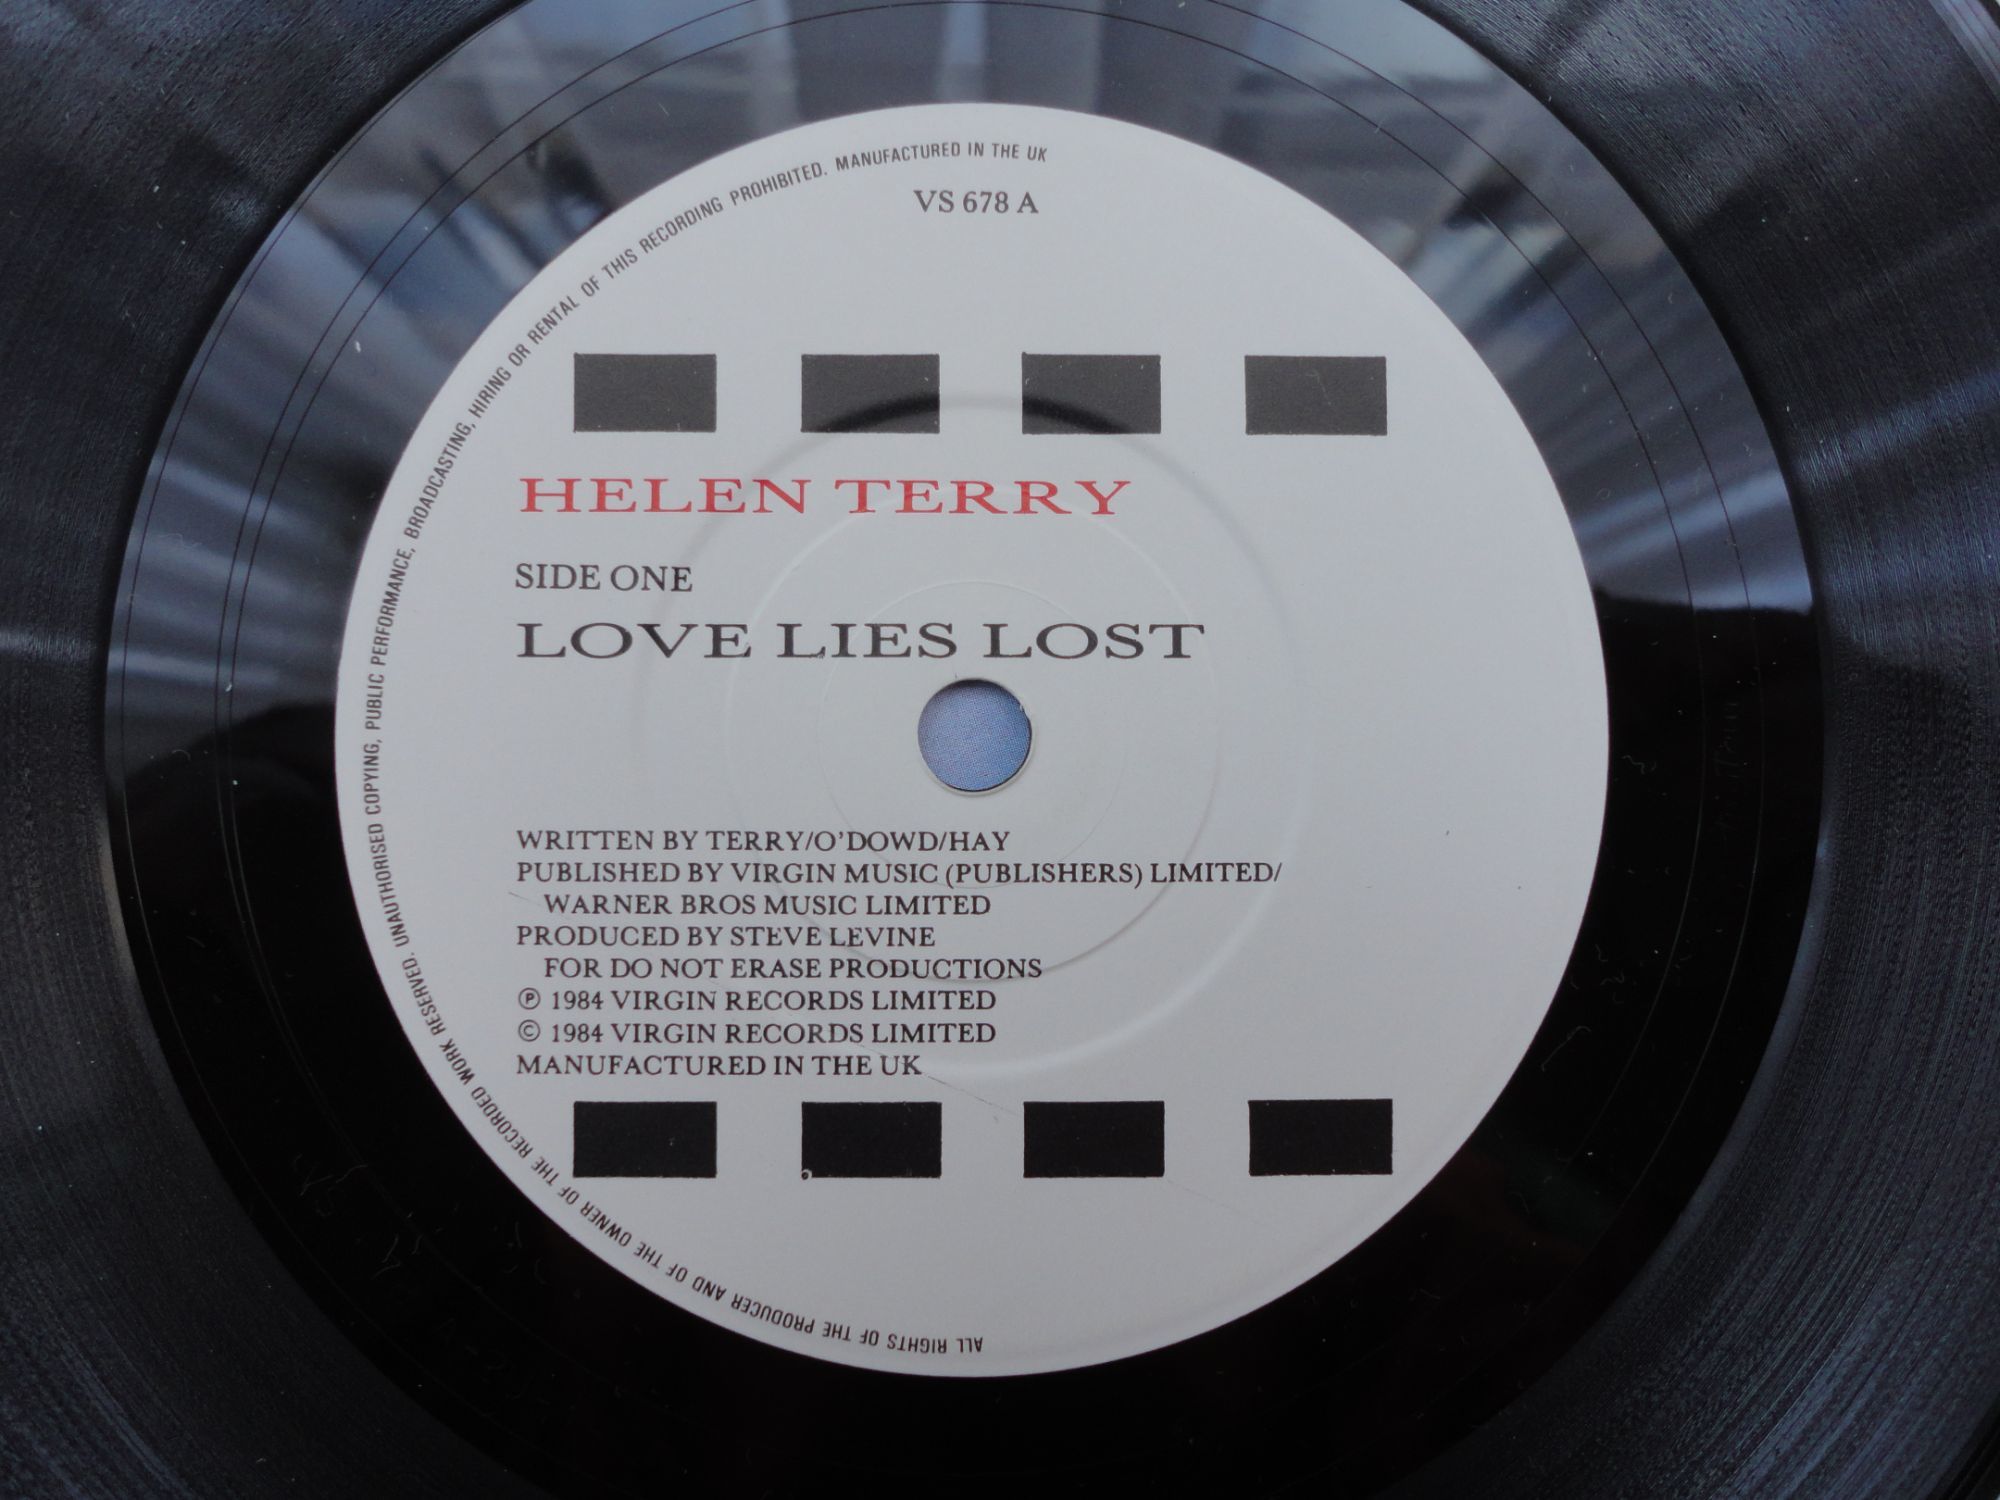 ALL RIGHTS OF THE PRODUCER AND OF THE OWNER OF THE RECORDED WORK RESERVED. UNAUTHORISED COPYING, PUBLIC PERFORMANCE, BROADCASTING, HIRING OR RENTAL OF THIS RECORDING PROHIBITED. MANUFACTURED IN THE UK
VS 678 A
HELEN TERRY
SIDE ONE
LOVE LIES LOST
WRITTEN BY TERRY/O'DOWD/HAY
PUBLISHED BY VIRGIN MUSIC (PUBLISHERS) LIMITED/
WARNER BROS MUSIC LIMITED
PRODUCED BY STEVE LEVINE
FOR DO NOT ERASE PRODUCTIONS
℗ 1984 VIRGIN RECORDS LIMITED
© 1984 VIRGIN RECORDS LIMITED
MANUFACTURED IN THE UK